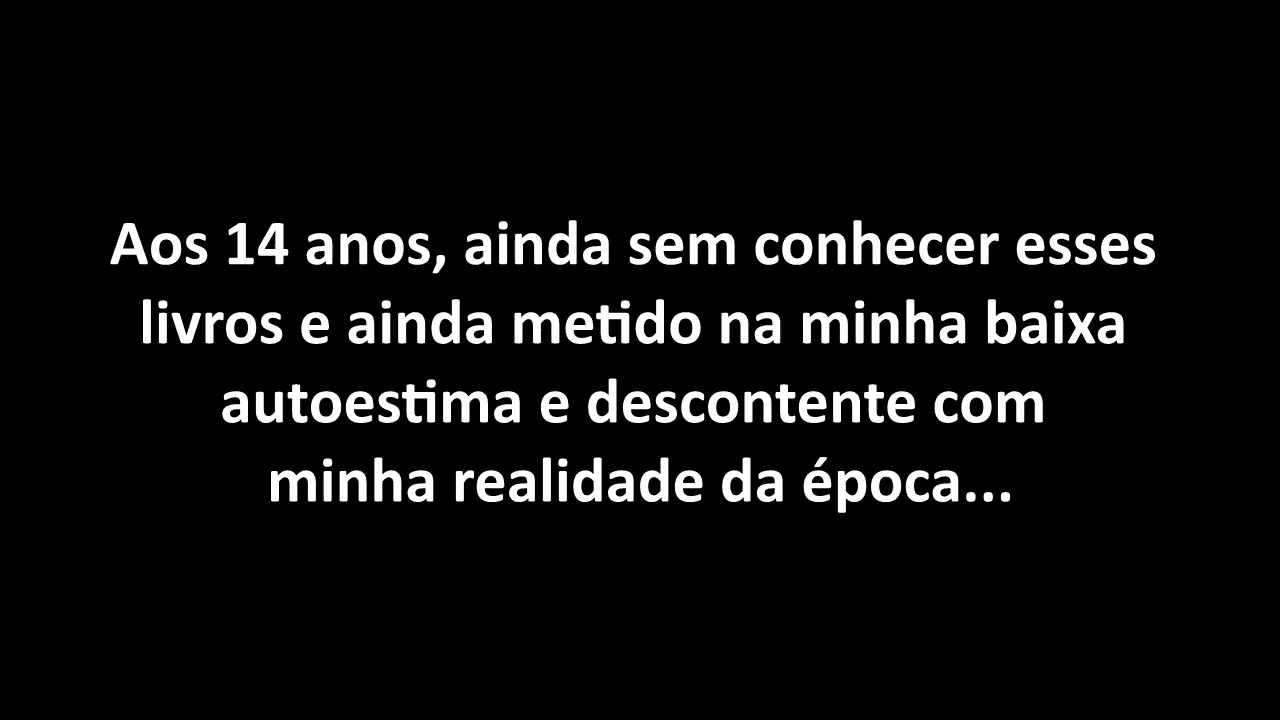 Aos 14 anos, ainda sem conhecer esses
livros e ainda metido na minha baixa
autoestima e descontente com
minha realidade da época...